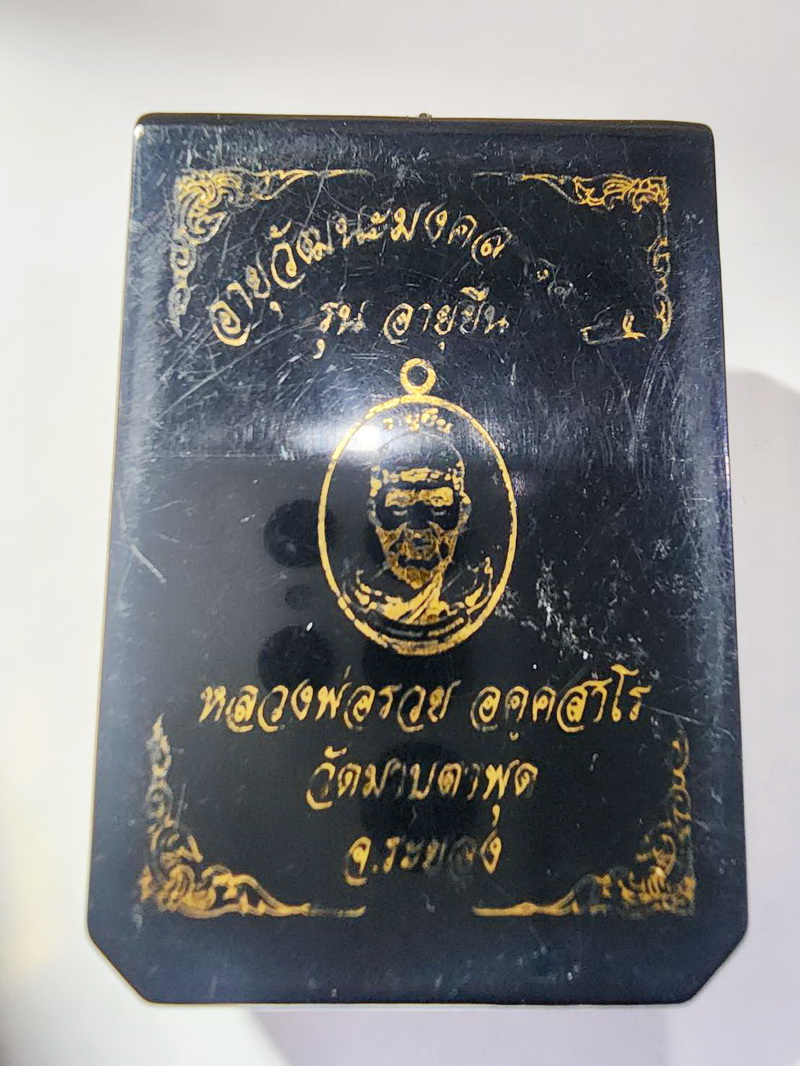 อายุวัฒนะมงคล
รุ่น อายุยืน
หลวงพ่อรวย อคฺคสาโร
วัดมาบตาพุด
จ.ระยอง